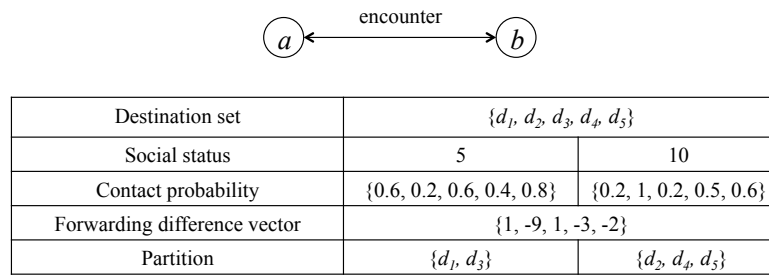 encounter
a b
Destination set {d1, d2, d3, d4, d5}
Social status 5 10
Contact probability {0.6, 0.2, 0.6, 0.4, 0.8} {0.2, 1, 0.2, 0.5, 0.6}
Forwarding difference vector {1, -9, 1, -3, -2}
Partition {d1, d3} {d2, d4, d5}